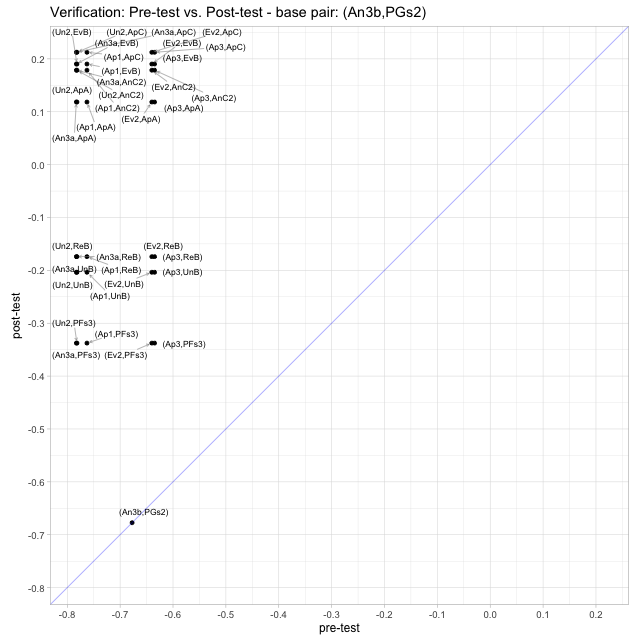 Verification: Pre-test vs. Post-test - base pair: (An3b,PGs2)
(Un2,EvB) (Un2,ApC) (An3a,ApC) (Ev2,ApC)
(An3a,EvB) (Ev2,EvB) (Ap3,ApC)
(Ap1,ApC) (Ap3,EvB)
(Ap1,EvB)
(An3a,AnC2) (Ev2,AnC2)
(Un2,ApA) (Un2,AnC2) (Ap3,AnC2)
(Ap1,AnC2) (Ap3,ApA)
(Ev2,ApA)
(Ap1,ApA)
(An3a,ApA)
(Un2,ReB) (Ev2,ReB)
(An3a,ReB) (Ap3,ReB)
(An3a,UnB) (Ap1,ReB) (Ap3,UnB)
(Un2,UnB) (Ev2,UnB)
(Ap1,UnB)
(Un2,PFs3)
(Ap1,PFs3)
(Ap3,PFs3)
(An3a,PFs3) (Ev2,PFs3)
(An3b,PGs2)
0.2
0.1
0.0
-0.1
-0.2
-0.3
-0.4
-0.5
-0.6
-0.7
-0.8
post-test
-0.8 -0.7 -0.6 -0.5 -0.4 -0.3 -0.2 -0.1 0.0 0.1 0.2
pre-test